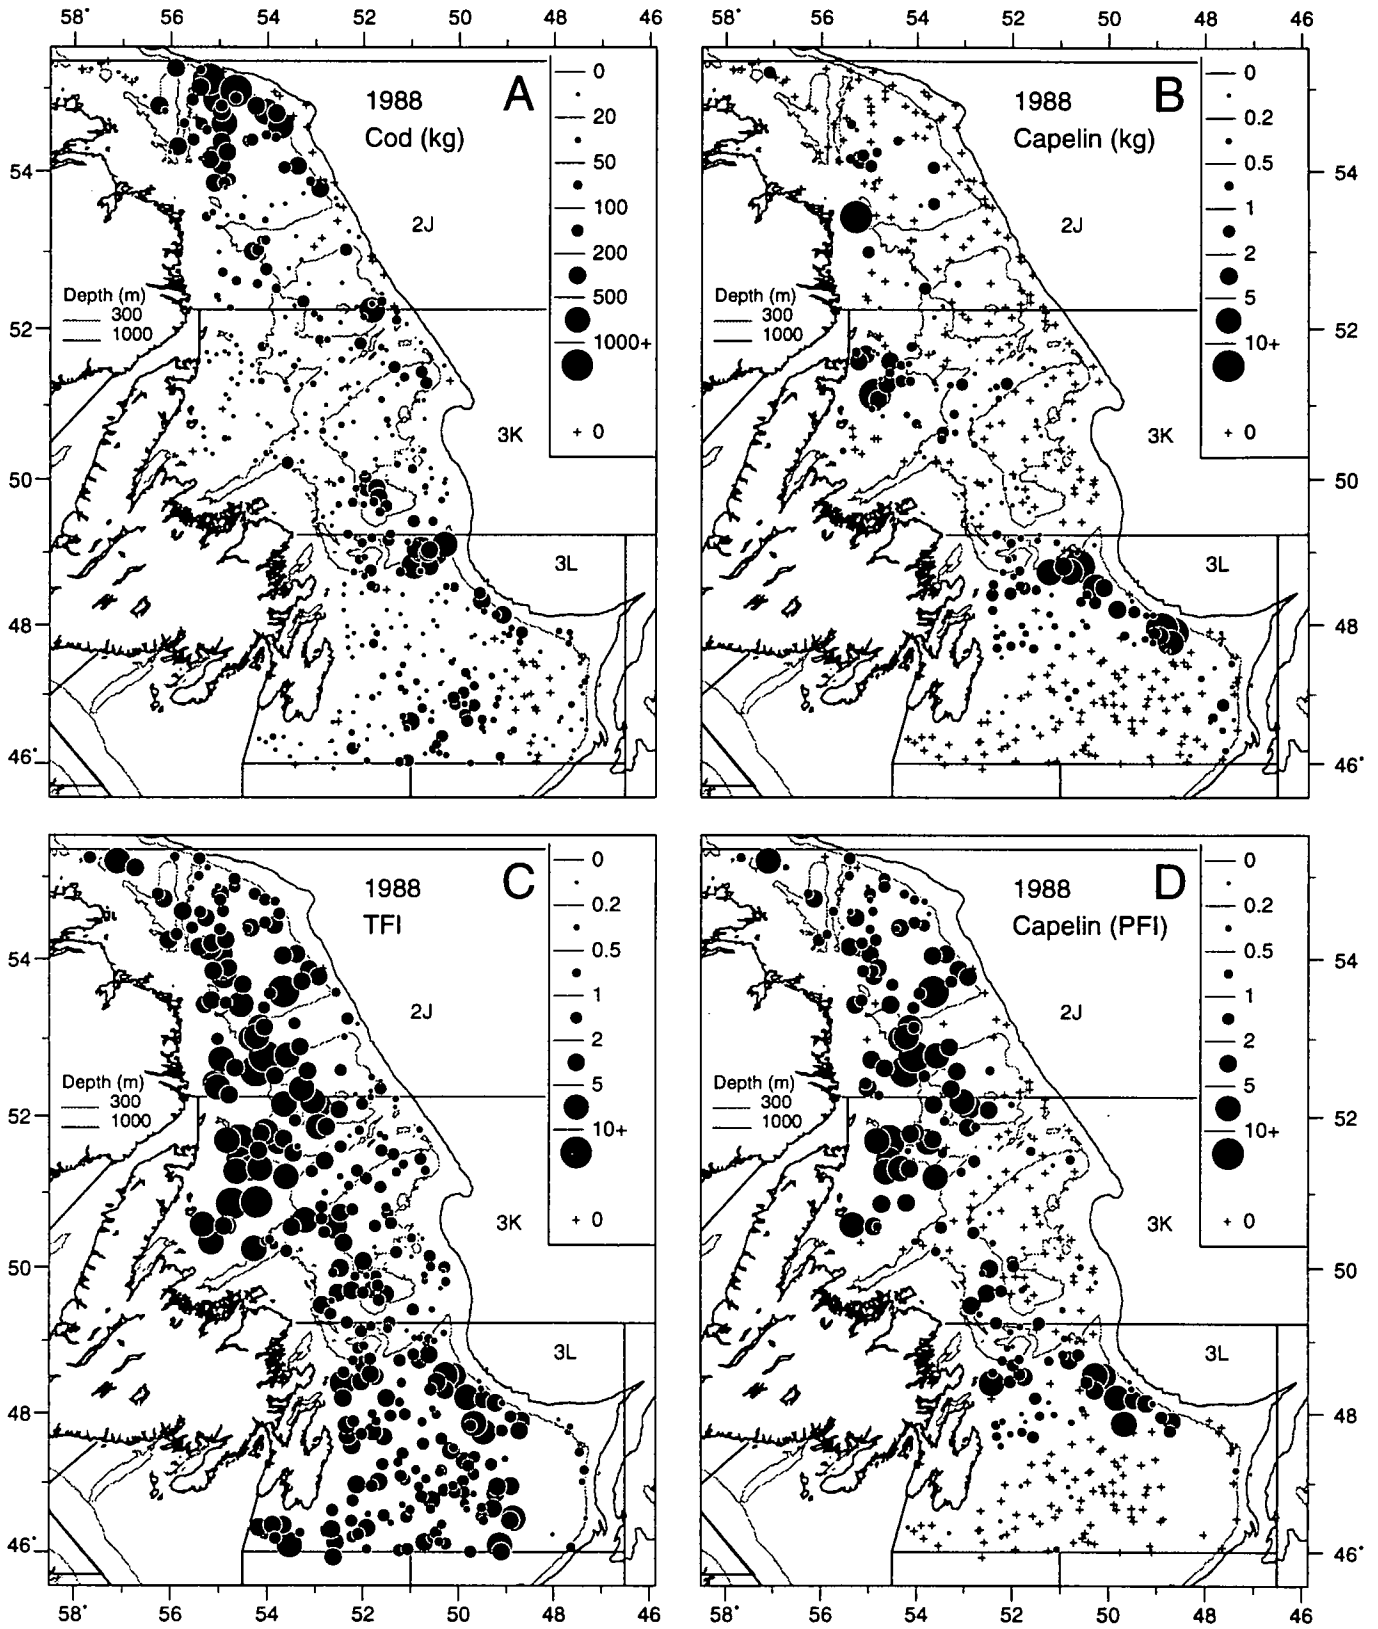 58° 56 54 52 50 48 46 58° 56 54 52 50 48 46
A
1988
Cod (kg)
0
20
50
100
200
500
1000+
+ 0
54
52
50
48
46°
2J
3K
3L
Depth (m)
300
1000
B
1988
Capelin (kg)
0
0.2
0.5
1
2
5
10+
+ 0
54
52
50
48
46°
2J
3K
3L
Depth (m)
300
1000
C
1988
TFI
0
0.2
0.5
1
2
5
10+
+ 0
54
52
50
48
46°
2J
3K
3L
Depth (m)
300
1000
D
1988
Capelin (PFI)
0
0.2
0.5
1
2
5
10+
+ 0
54
52
50
48
46°
2J
3K
3L
Depth (m)
300
1000
58° 56 54 52 50 48 46 58° 56 54 52 50 48 46